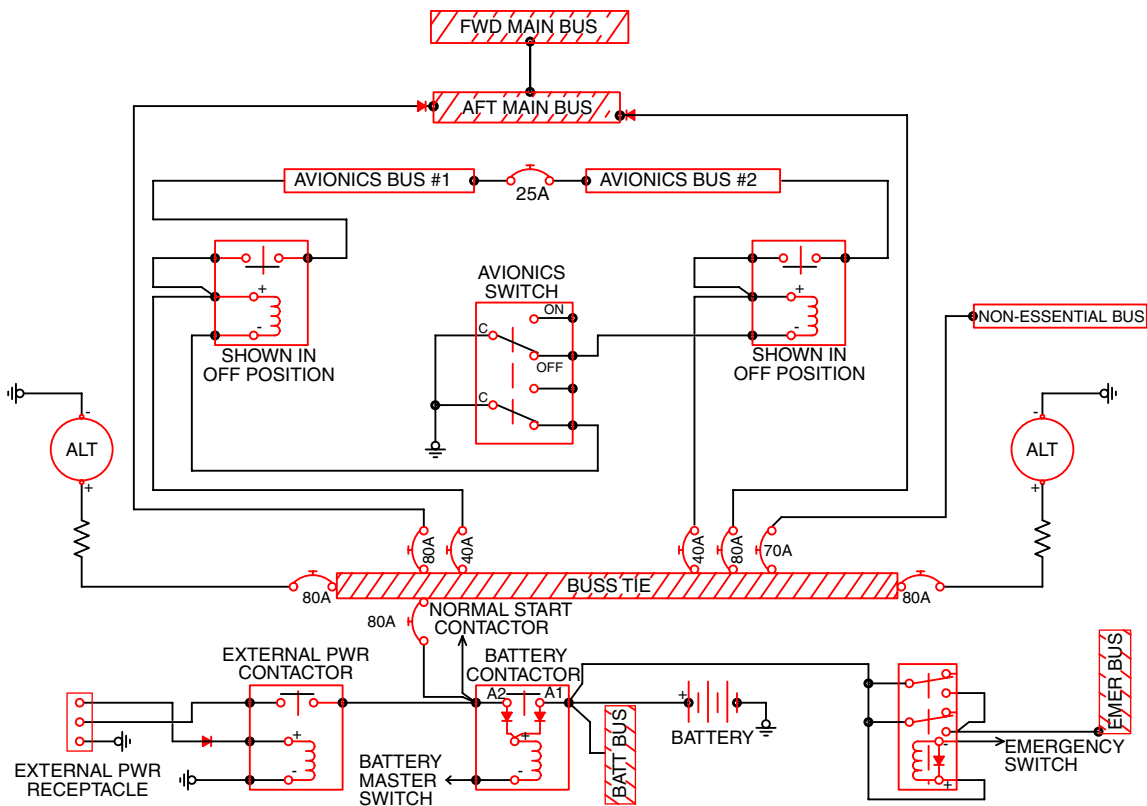 FWD MAIN BUS
AFT MAIN BUS
AVIONICS BUS #1
25A
AVIONICS BUS #2
+
-
SHOWN IN
OFF POSITION
AVIONICS
SWITCH
ON
C
OFF
C
+
-
SHOWN IN
OFF POSITION
NON-ESSENTIAL BUS
-
ALT
+
-
ALT
+
80A
40A
40A
80A
70A
80A
BUSS TIE
80A
80A
NORMAL START
CONTACTOR
EXTERNAL PWR
CONTACTOR
+
-
EXTERNAL PWR
RECEPTACLE
BATTERY
CONTACTOR
A2
A1
+
-
BATTERY
MASTER
SWITCH
BATT BUS
+
BATTERY
-
+
EMERGENCY
SWITCH
EMER BUS